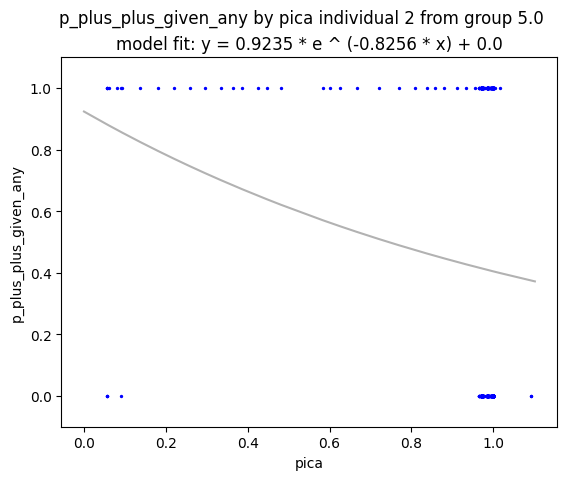 p_plus_plus_given_any by pica individual 2 from group 5.0
model fit: y = 0.9235 * e ^ (-0.8256 * x) + 0.0
1.0
0.8
0.6
0.4
0.2
0.0
p_plus_plus_given_any
0.0 0.2 0.4 0.6 0.8 1.0
pica